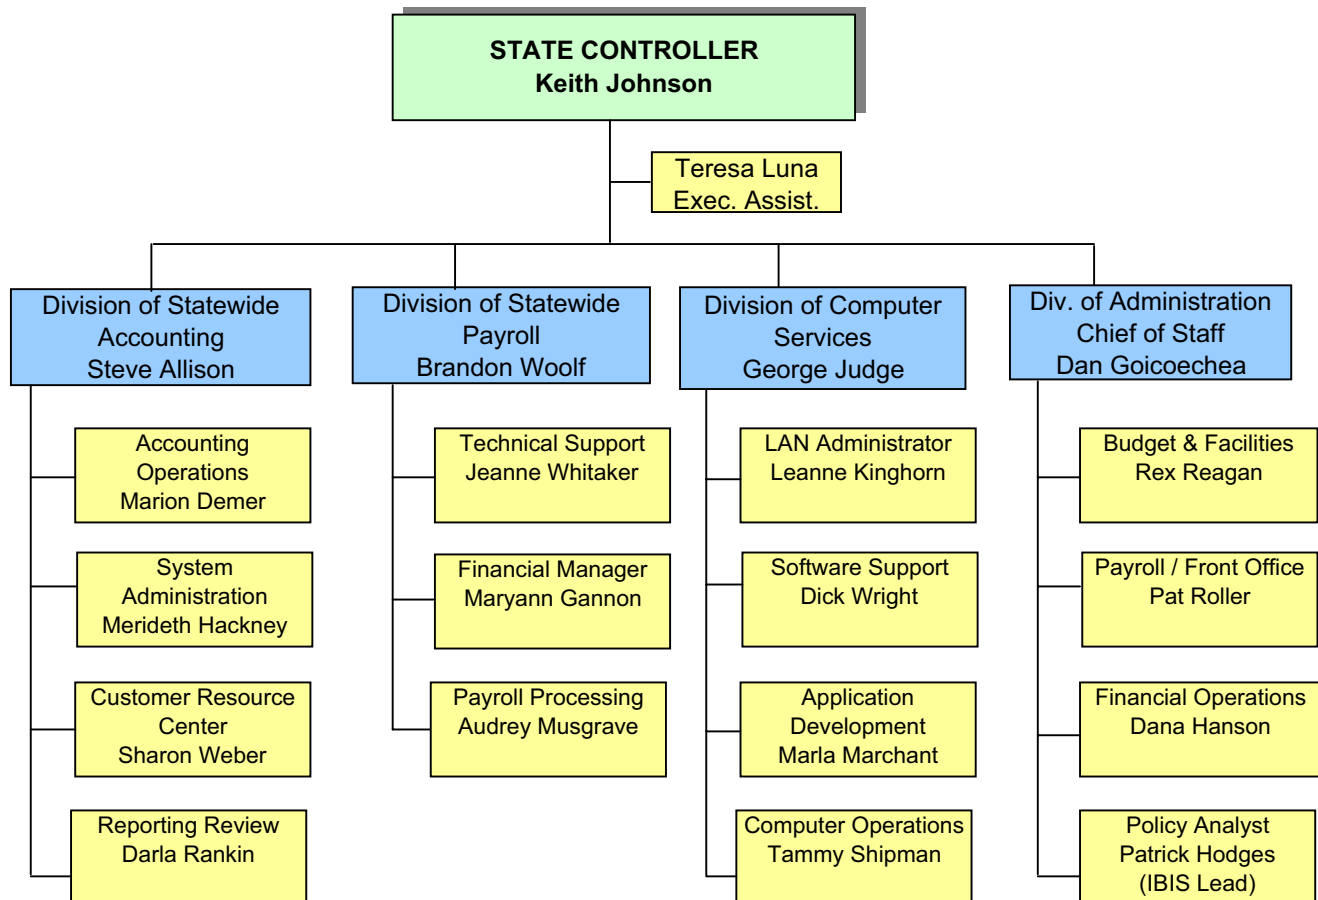 STATE CONTROLLER
Keith Johnson
Teresa Luna
Exec. Assist.
Division of Statewide
Accounting
Steve Allison
Division of Statewide
Payroll
Brandon Woolf
Division of Computer
Services
George Judge
Div. of Administration
Chief of Staff
Dan Goicoechea
Accounting
Operations
Marion Demer
Technical Support
Jeanne Whitaker
LAN Administrator
Leanne Kinghorn
Budget & Facilities
Rex Reagan
System
Administration
Merideth Hackney
Financial Manager
Maryann Gannon
Software Support
Dick Wright
Payroll / Front Office
Pat Roller
Customer Resource
Center
Sharon Weber
Payroll Processing
Audrey Musgrave
Application
Development
Marla Marchant
Financial Operations
Dana Hanson
Reporting Review
Darla Rankin
Computer Operations
Tammy Shipman
Policy Analyst
Patrick Hodges
(IBIS Lead)